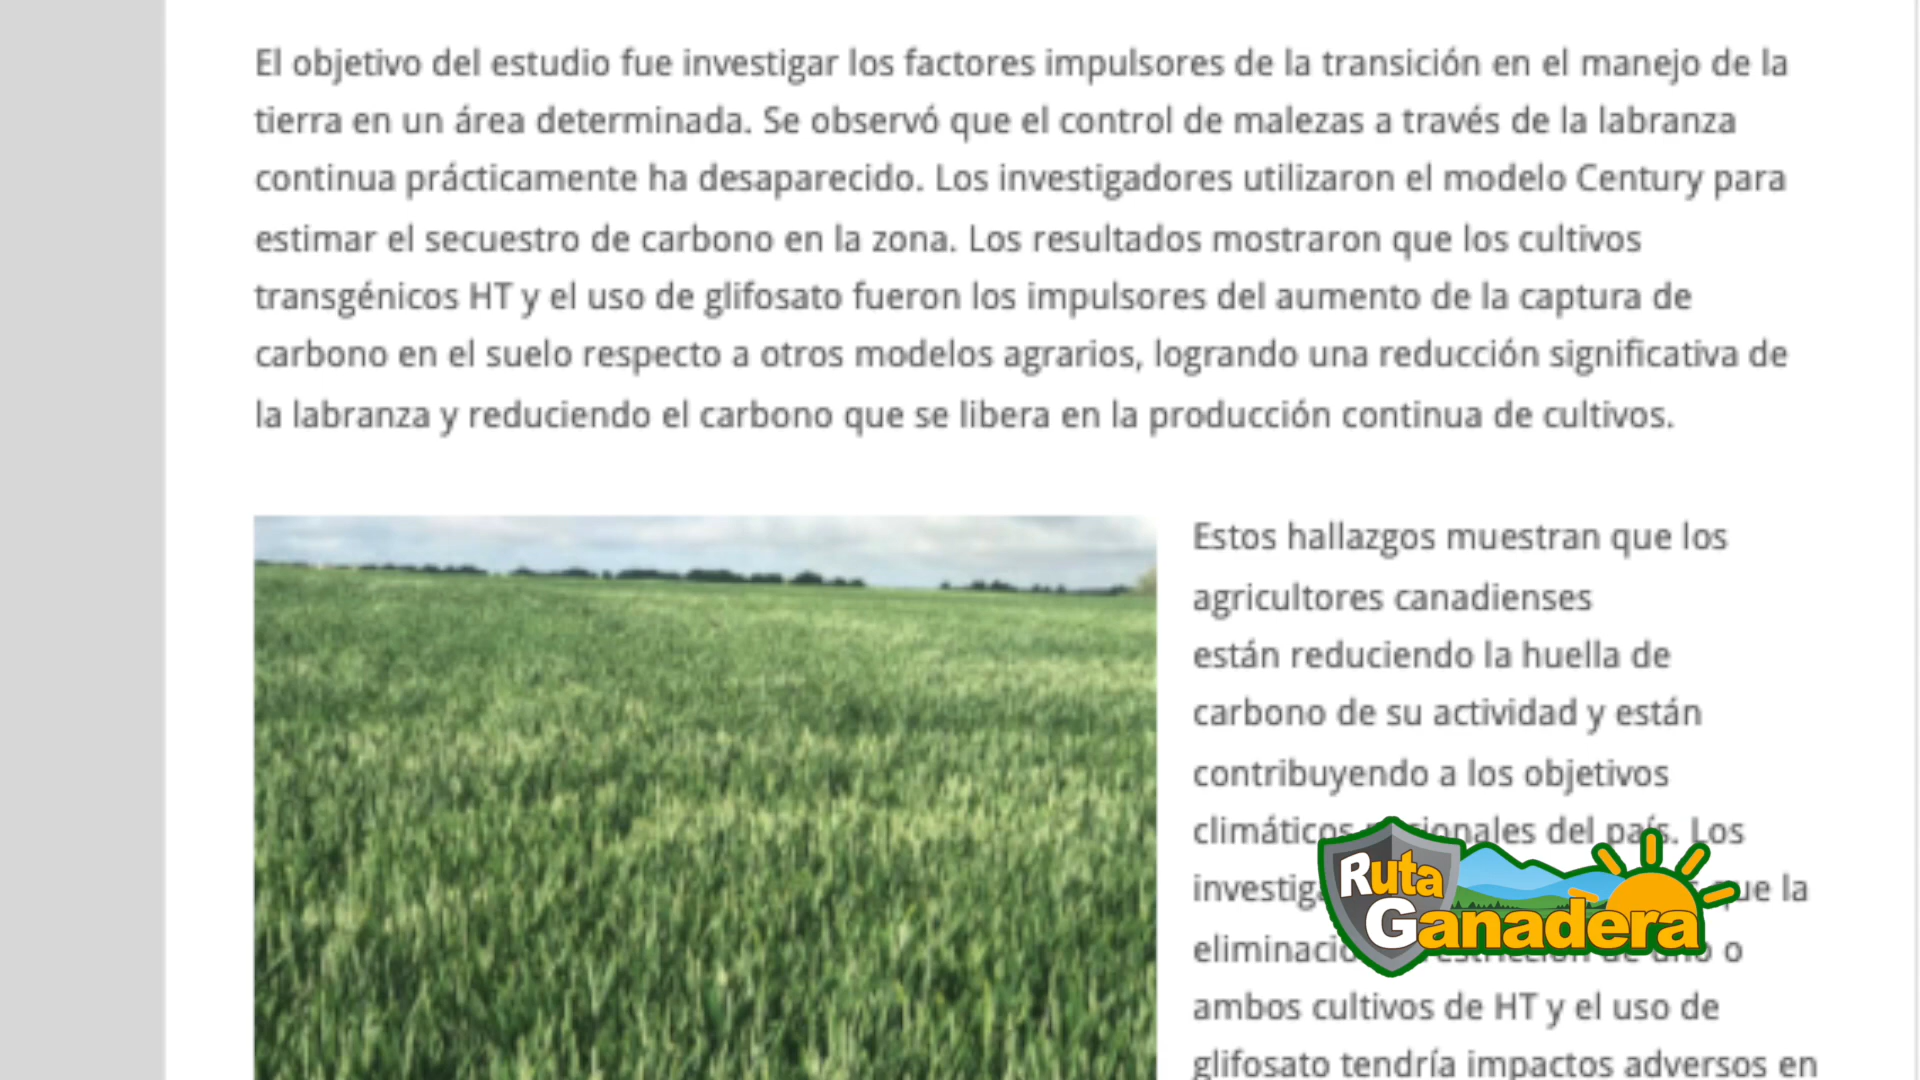 El objetivo del estudio fue investigar los factores impulsores de la transición en el manejo de la
tierra en un área determinada. Se observó que el control de malezas a través de la labranza
continua prácticamente ha desaparecido. Los investigadores utilizaron el modelo Century para
estimar el secuestro de carbono en la zona. Los resultados mostraron que los cultivos
transgénicos HT y el uso de glifosato fueron los impulsores del aumento de la captura de
carbono en el suelo respecto a otros modelos agrarios, logrando una reducción significativa de
la labranza y reduciendo el carbono que se libera en la producción continua de cultivos.
Estos hallazgos muestran que los
agricultores canadienses
están reduciendo la huella de
carbono de su actividad y están
contribuyendo a los objetivos
climáticos nacionales del país. Los
que la
o
ambos cultivos de HT y el uso de
glifosato tendría impactos adversos en
Ruta
Ganadera